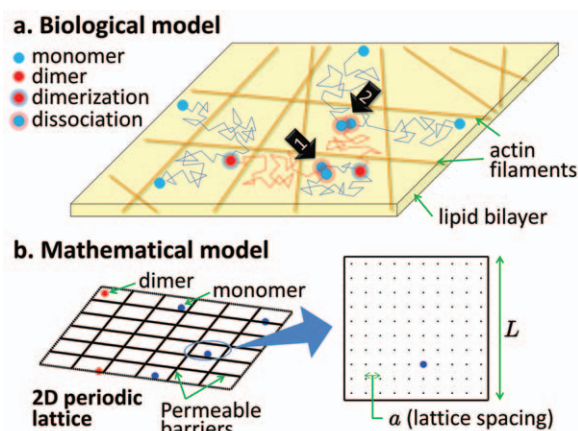 a. Biological model
monomer
dimer
dimerization
dissociation
2
1
actin
filaments
lipid bilayer
b. Mathematical model
dimer
monomer
L
2D periodic
lattice
Permeable
barriers
a (lattice spacing)